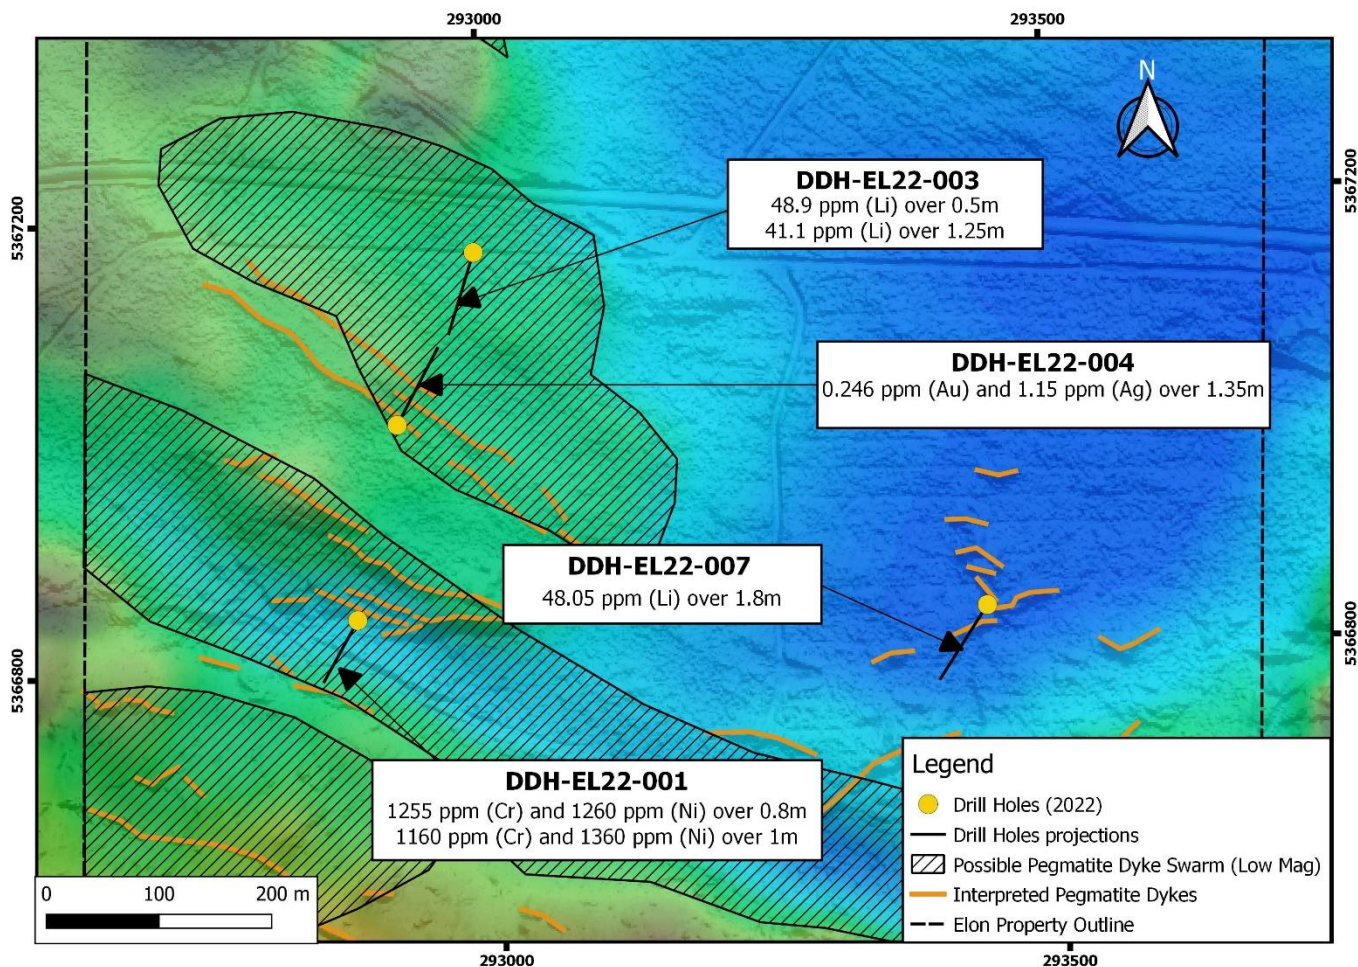 293000
293500
N
5367200
5367200
DDH-EL22-003
48.9 ppm (Li) over 0.5m
41.1 ppm (Li) over 1.25m
DDH-EL22-004
0.246 ppm (Au) and 1.15 ppm (Ag) over 1.35m
DDH-EL22-007
48.05 ppm (Li) over 1.8m
5366800
5366800
DDH-EL22-001
1255 ppm (Cr) and 1260 ppm (Ni) over 0.8m
1160 ppm (Cr) and 1360 ppm (Ni) over 1m
Legend
Drill Holes (2022)
Drill Holes projections
Possible Pegmatite Dyke Swarm (Low Mag)
Interpreted Pegmatite Dykes
Elon Property Outline
0 100 200 m
293000
293500